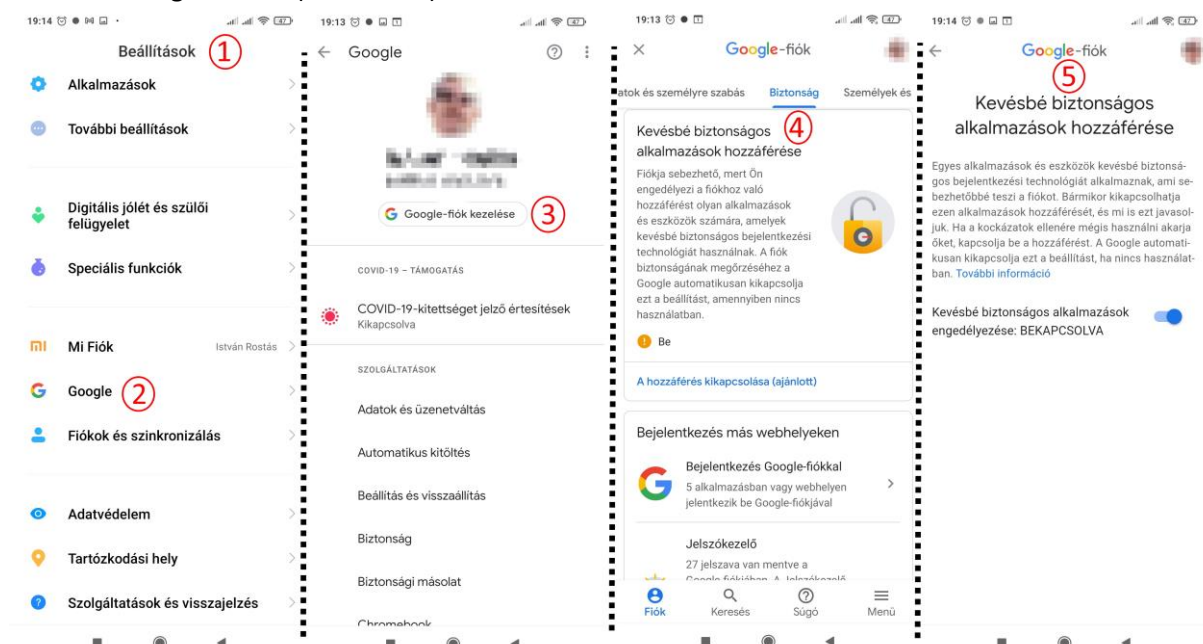 19:14
47
Beállítások
1
Alkalmazások
További beállítások
Digitális jólét és szülői
felügyelet
Speciális funkciók
Mi Fiók
István Rostás
Google
2
Fiókok és szinkronizálás
Adatvédelem
Tartózkodási hely
Szolgáltatások és visszajelzés
19:13
47
Google
Google-fiók kezelése
3
COVID-19 – TÁMOGATÁS
COVID-19-kitettséget jelző értesítések
Kikapcsolva
SZOLGÁLTATÁSOK
Adatok és üzenetváltás
Automatikus kitöltés
Beállítás és visszaállítás
Biztonság
Biztonsági másolat
Chromebook
19:13
47
Google-fiók
atok és személyre szabás
Biztonság
Személyek és
4
Kevésbé biztonságos
alkalmazások hozzáférése
Fiókja sebezhető, mert Ön
engedélyezi a fiókhoz való
hozzáférést olyan alkalmazások
és eszközök számára, amelyek
kevésbé biztonságos bejelentkezési
technológiát használnak. A fiók
biztonságának megőrzéséhez a
Google automatikusan kikapcsolja
ezt a beállítást, amennyiben nincs
használatban.
Be
A hozzáférés kikapcsolása (ajánlott)
Bejelentkezés más webhelyeken
Bejelentkezés Google-fiókkal
5 alkalmazásban vagy webhelyen
jelentkezik be Google-fiókjával
Jelszókezelő
27 jelszava van mentve a
Google-fiókjában. A Jelszókezelő
Fiók
Keresés
Súgó
Menü
19:14
47
Google-fiók
5
Kevésbé biztonságos
alkalmazások hozzáférése
Egyes alkalmazások és eszközök kevésbé biztonsá-
gos bejelentkezési technológiát alkalmaznak, ami se-
bezhetőbbé teszi a fiókot. Bármikor kikapcsolhatja
ezen alkalmazások hozzáférését, és mi is ezt javasol-
juk. Ha a kockázatok ellenére mégis használni akarja
őket, kapcsolja be a hozzáférést. A Google automati-
kusan kikapcsolja ezt a beállítást, ha nincs használat-
ban. További információ
Kevésbé biztonságos alkalmazások
engedélyezése: BEKAPCSOLVA